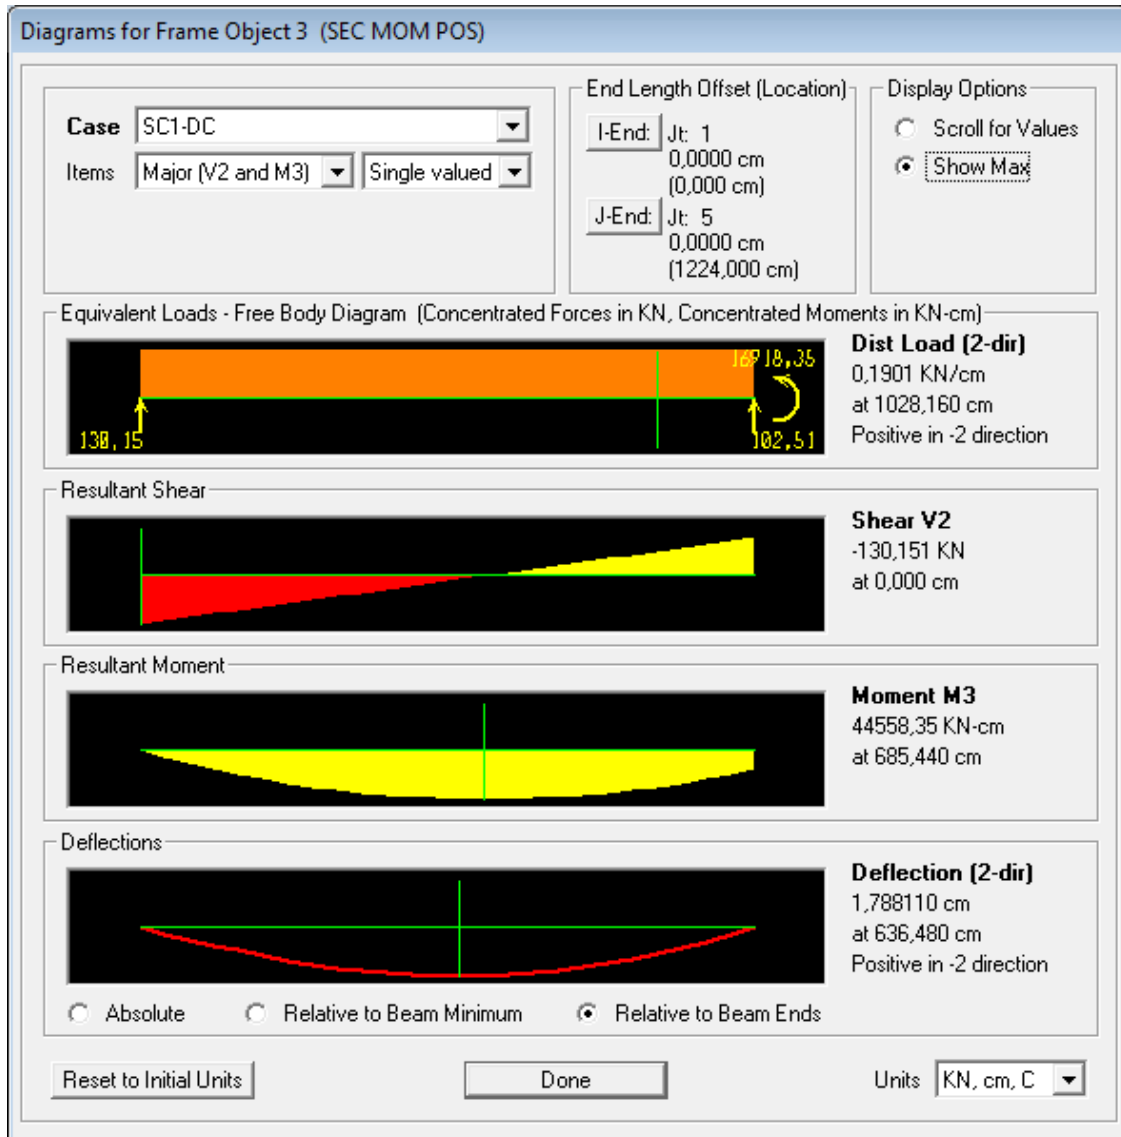 Diagrams for Frame Object 3 (SEC MOM POS)
Case SC1-DC
Items Major (V2 and M3) Single valued
End Length Offset (Location)
I-End: Jt: 1
0,0000 cm
(0,000 cm)
J-End: Jt: 5
0,0000 cm
(1224,000 cm)
Display Options
Scroll for Values
Show Max
Equivalent Loads - Free Body Diagram (Concentrated Forces in KN, Concentrated Moments in KN-cm)
16918,35
130,15
102,51
Dist Load (2-dir)
0,1901 KN/cm
at 1028,160 cm
Positive in -2 direction
Resultant Shear
Shear V2
-130,151 KN
at 0,000 cm
Resultant Moment
Moment M3
44558,35 KN-cm
at 685,440 cm
Deflections
Deflection (2-dir)
1,788110 cm
at 636,480 cm
Positive in -2 direction
Absolute Relative to Beam Minimum Relative to Beam Ends
Reset to Initial Units Done Units KN, cm, C